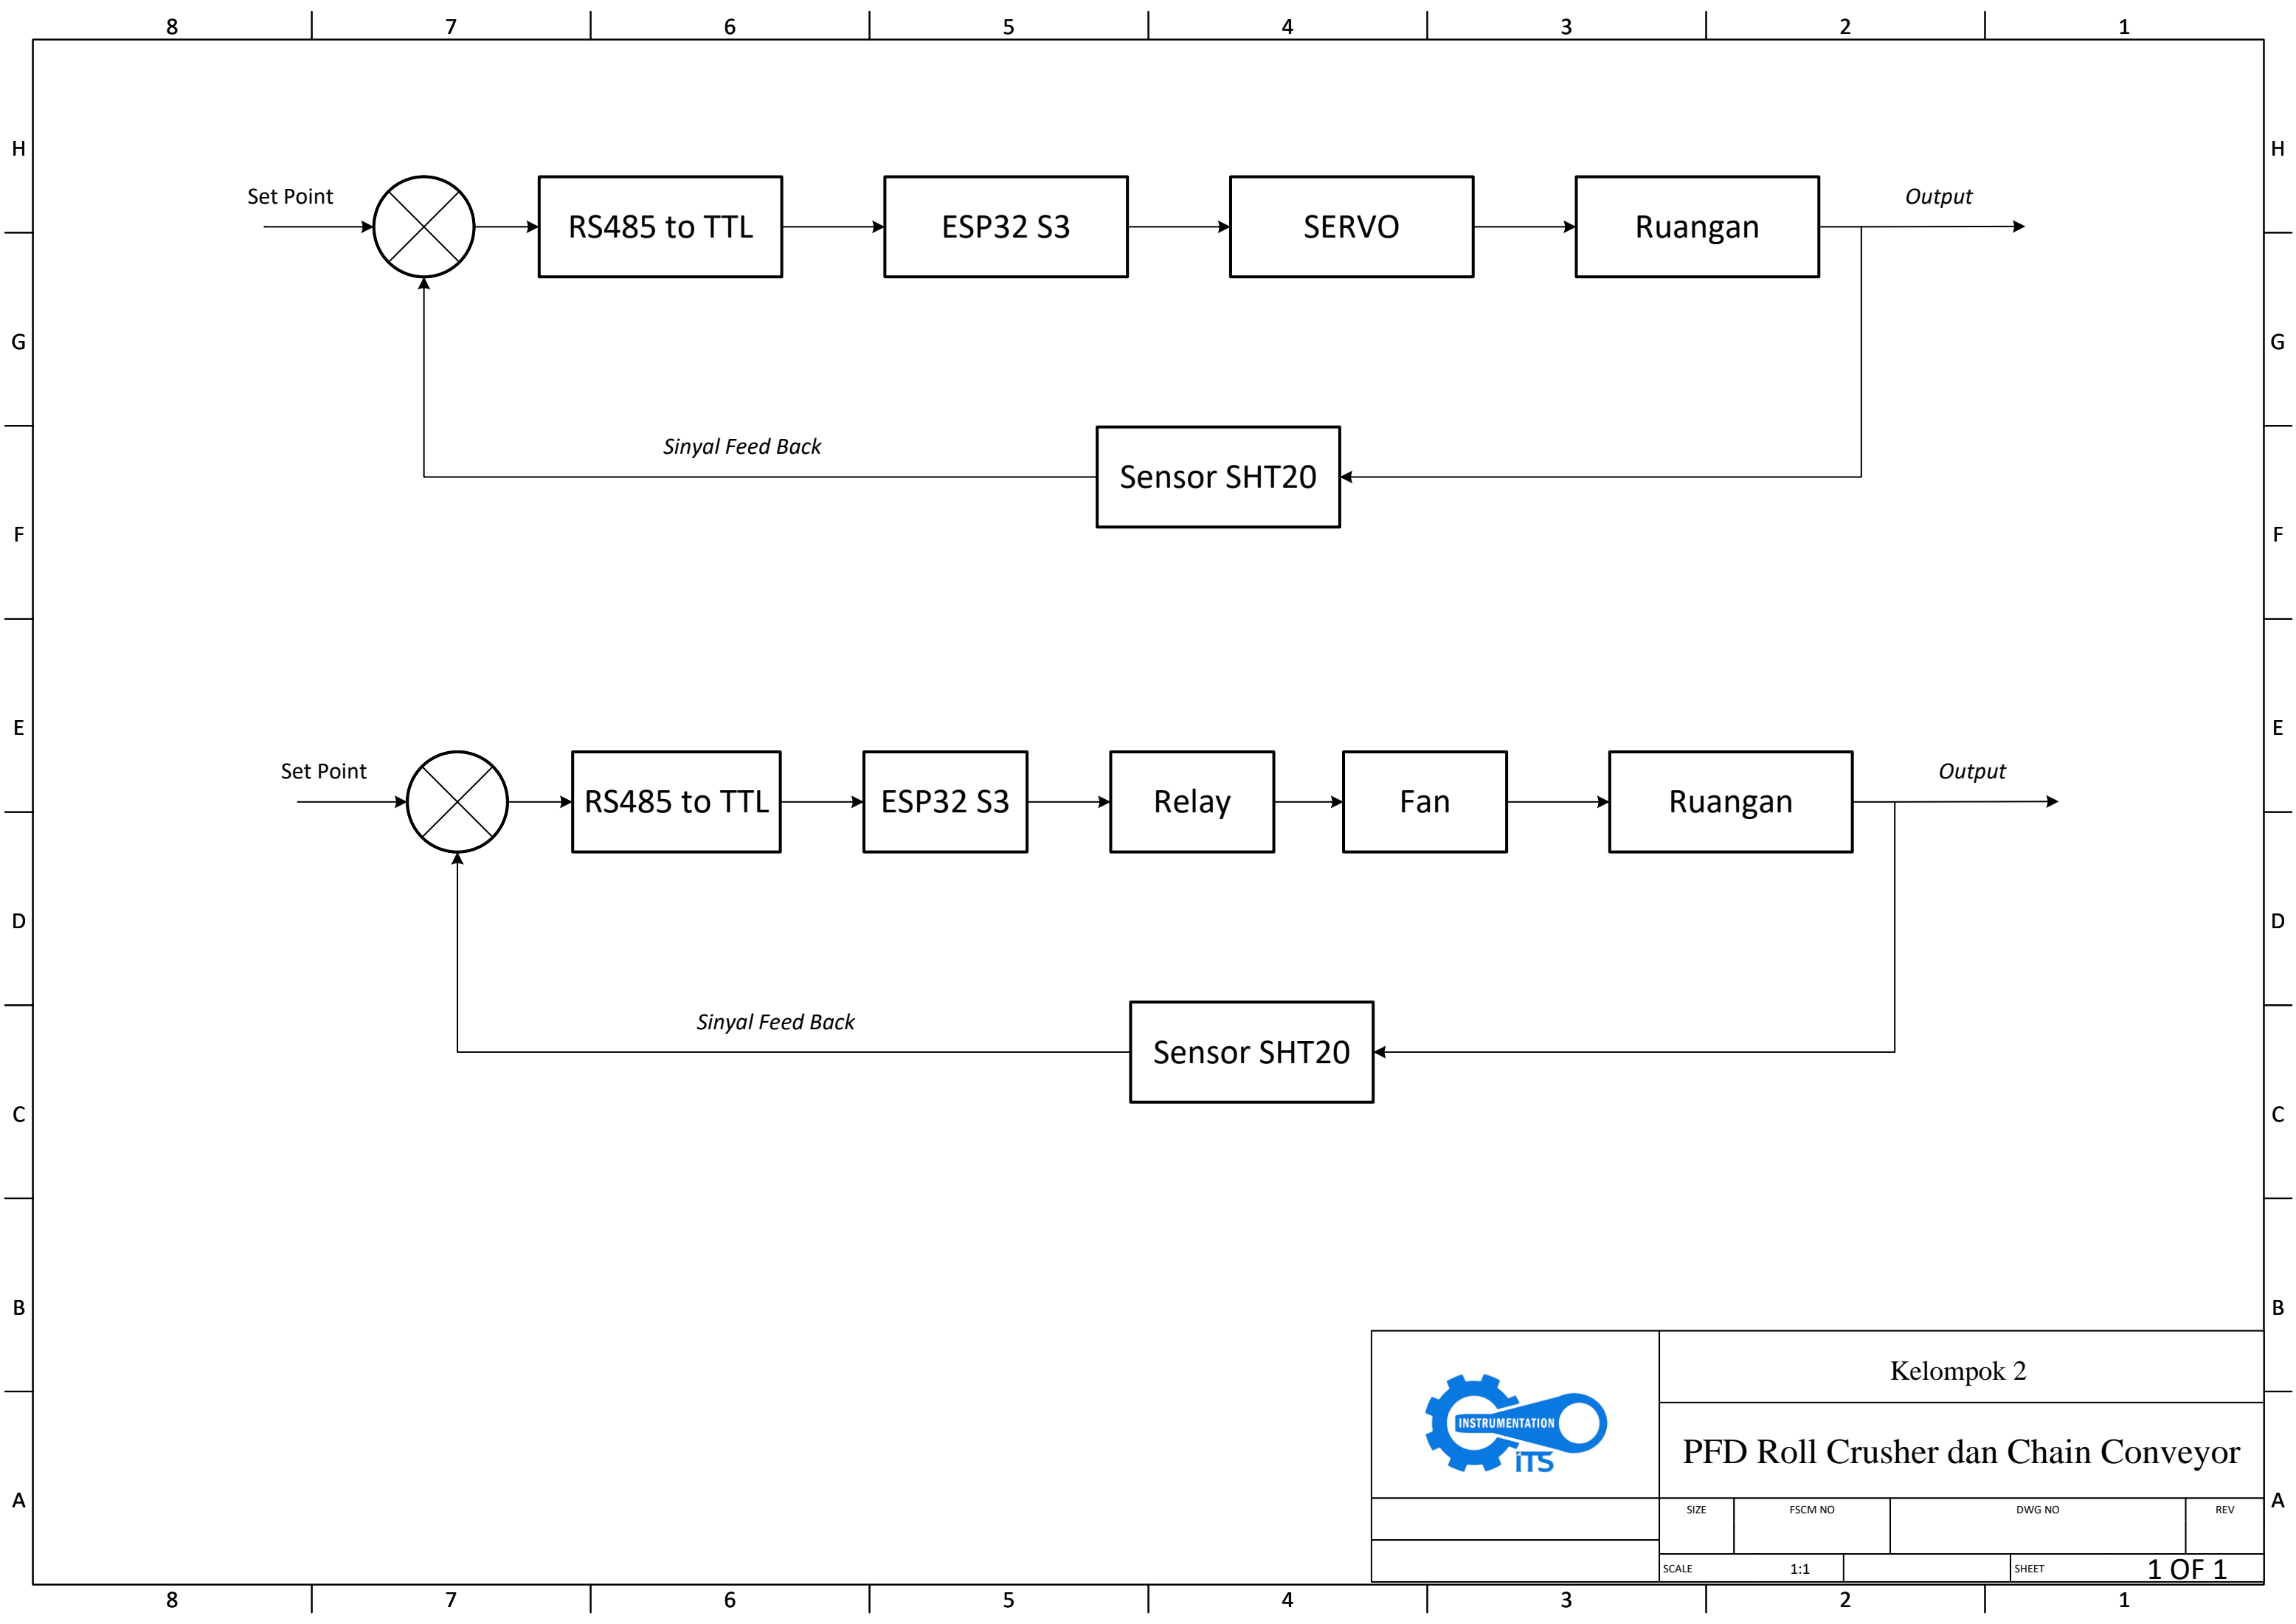 8 7 6 5 4 3 2 1
H H
Set Point
RS485 to TTL
ESP32 S3
SERVO
Ruangan
Output
G G
Sinyal Feed Back
Sensor SHT20
F F
E E
Set Point
RS485 to TTL
ESP32 S3
Relay
Fan
Ruangan
Output
D D
Sinyal Feed Back
Sensor SHT20
C C
B B
Kelompok 2
INSTRUMENTATION
iTS
PFD Roll Crusher dan Chain Conveyor
A A
SIZE FSCM NO DWG NO REV
SCALE 1:1 SHEET 1 OF 1
8 7 6 5 4 3 2 1